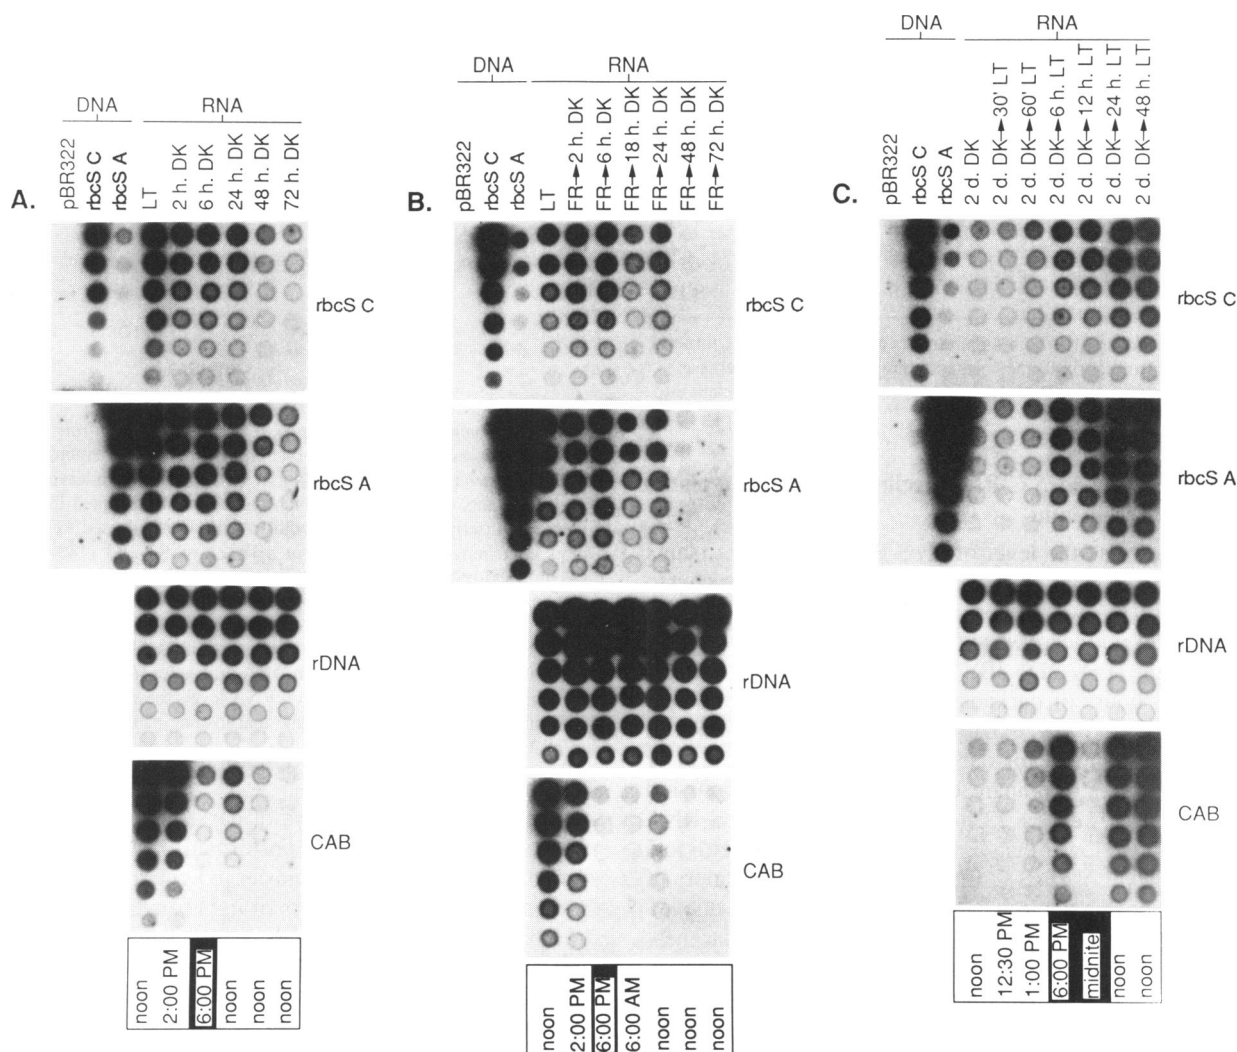 A.
DNA
RNA
pBR322
rbcS C
rbcS A
LT
2 h. DK
6 h. DK
24 h. DK
48 h. DK
72 h. DK
rbcS C
rbcS A
rDNA
CAB
noon
2:00 PM
6:00 PM
noon
noon
noon
B.
DNA
RNA
pBR322
rbcS C
rbcS A
LT
FR→2 h. DK
FR→6 h. DK
FR→18 h. DK
FR→24 h. DK
FR→48 h. DK
FR→72 h. DK
rbcS C
rbcS A
rDNA
CAB
noon
2:00 PM
6:00 PM
6:00 AM
noon
noon
noon
C.
DNA
RNA
pBR322
rbcS C
rbcS A
2 d. DK
2 d. DK→30' LT
2 d. DK→60' LT
2 d. DK→6 h. LT
2 d. DK→12 h. LT
2 d. DK→24 h. LT
2 d. DK→48 h. LT
rbcS C
rbcS A
rDNA
CAB
noon
12:30 PM
1:00 PM
6:00 PM
midnite
noon
noon